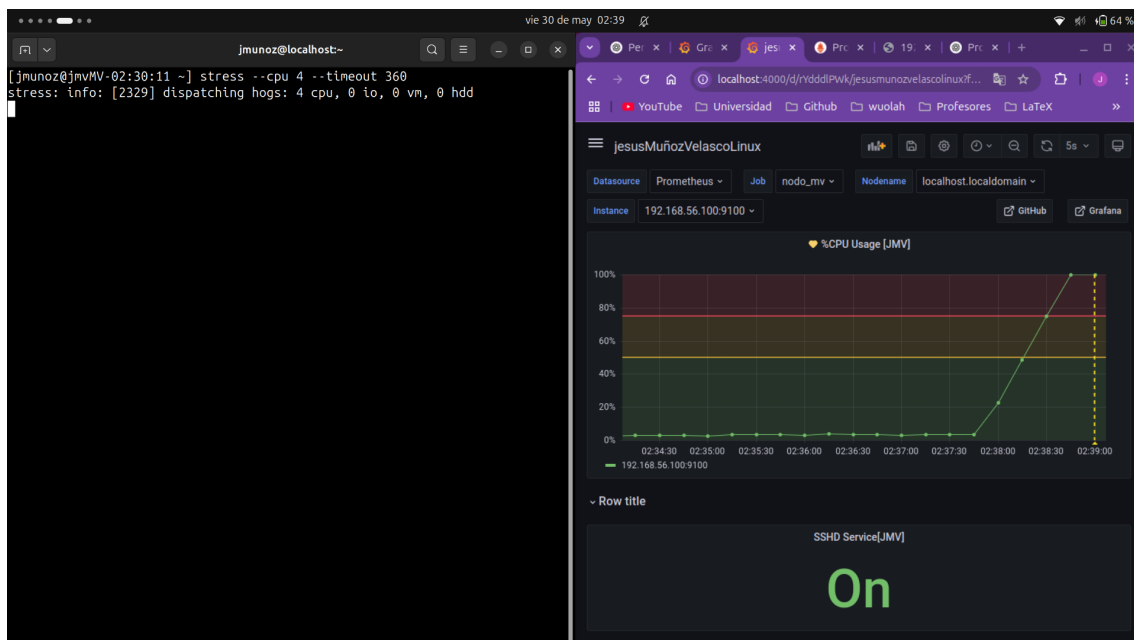 vie 30 de may 02:39
64 %
jmunoz@localhost:~
[jmunoz@jmvMV-02:30:11 ~] stress --cpu 4 --timeout 360
stress: info: [2329] dispatching hogs: 4 cpu, 0 io, 0 vm, 0 hdd
Per
Gra
jesu
Pro
19:
Pro
localhost:4000/d/rYdddlPWk/jesusmunozvelascolinux?f...
J
YouTube Universidad Github wuolah Profesores LaTeX »
jesusMuñozVelascoLinux
5s
Datasource Prometheus Job nodo_mv Nodename localhost.localdomain
Instance 192.168.56.100:9100 GitHub Grafana
%CPU Usage [JMV]
100%
80%
60%
40%
20%
0%
02:34:30 02:35:00 02:35:30 02:36:00 02:36:30 02:37:00 02:37:30 02:38:00 02:38:30 02:39:00
192.168.56.100:9100
Row title
SSHD Service[JMV]
On